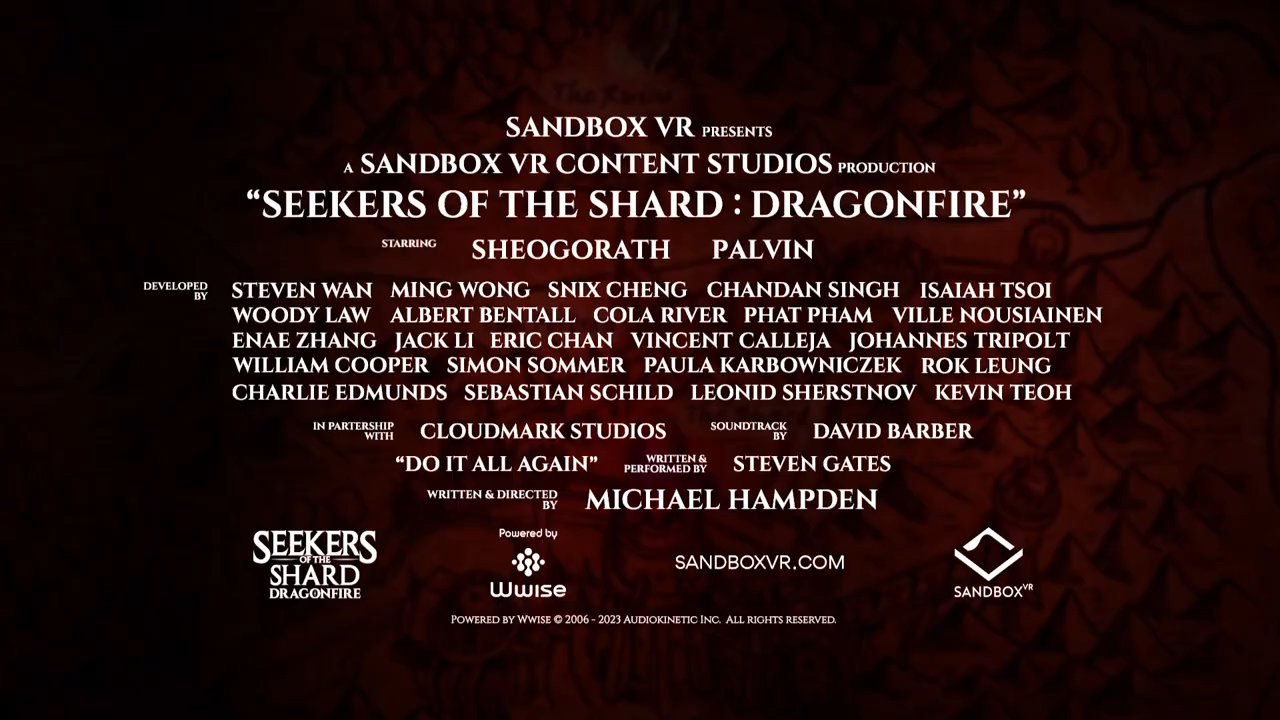 The Ravine
SANDBOX VR PRESENTS
A SANDBOX VR CONTENT STUDIOS PRODUCTION
“SEEKERS OF THE SHARD : DRAGONFIRE”
STARRING SHEOGORATH PALVIN
DEVELOPED BY STEVEN WAN MING WONG SNIX CHENG CHANDAN SINGH ISAIAH TSOI
WOODY LAW ALBERT BENTALL COLA RIVER PHAT PHAM VILLE NOUSIAINEN
ENAE ZHANG JACK LI ERIC CHAN VINCENT CALLEJA JOHANNES TRIPOLT
WILLIAM COOPER SIMON SOMMER PAULA KARBOWNICZEK ROK LEUNG
CHARLIE EDMUNDS SEBASTIAN SCHILD LEONID SHERSTNOV KEVIN TEOH
IN PARTERSHIP WITH CLOUDMARK STUDIOS SOUNDTRACK BY DAVID BARBER
“DO IT ALL AGAIN” WRITTEN & PERFORMED BY STEVEN GATES
WRITTEN & DIRECTED BY MICHAEL HAMPDEN
SEEKERS
OF THE
SHARD
DRAGONFIRE
Powered by
Wwise
SANDBOXVR.COM
SANDBOXVR
POWERED BY WWISE © 2006 - 2023 AUDIOKINETIC INC. ALL RIGHTS RESERVED.